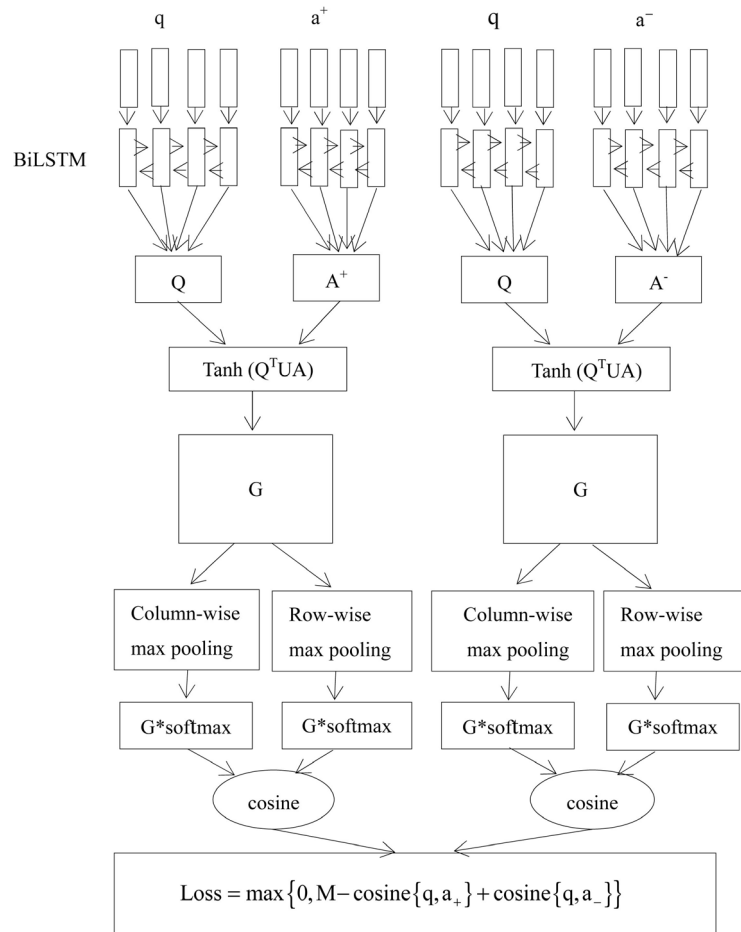 q a⁺ q a⁻
BiLSTM
Q A⁺ Q A⁻
Tanh (QᵀUA) Tanh (QᵀUA)
G G
Column-wise Row-wise Column-wise Row-wise
max pooling max pooling max pooling max pooling
G*softmax G*softmax G*softmax G*softmax
cosine cosine
Loss = max{0, M − cosine{q, a₊} + cosine{q, a₋}}